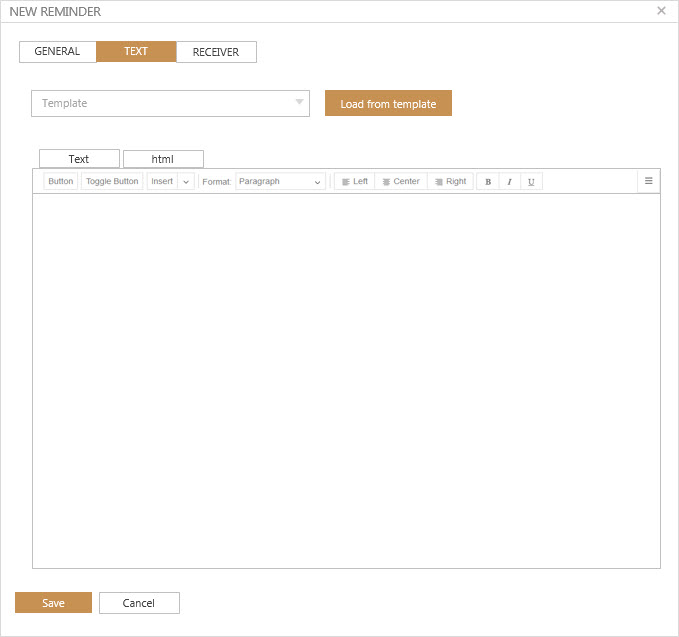 NEW REMINDER
GENERAL TEXT RECEIVER
Template Load from template
Text html
Button Toggle Button Insert Format: Paragraph Left Center Right B I U
Save Cancel